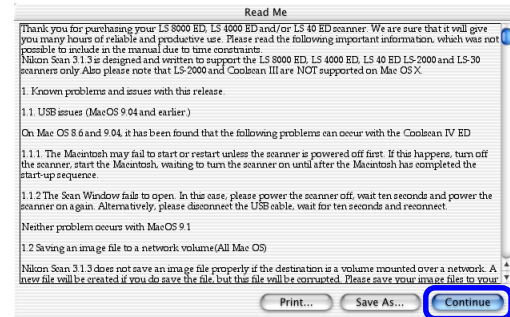 Read Me
Thank you for purchasing your LS 8000 ED, LS 4000 ED and/or LS 40 ED scanner. We are sure that it will give
you many hours of reliable and productive use. Please read the following important information, which was not
possible to include in the manual due to time constraints.
Nikon Scan 3.1.3 is designed and written to support the LS 8000 ED, LS 4000 ED, LS 40 ED LS-2000 and LS-30
scanners only. Also please note that LS-2000 and Coolscan III are NOT supported on Mac OS X.
1. Known problems and issues with this release.
1.1. USB issues (MacOS 9.04 and earlier.)
On Mac OS 8.6 and 9.04, it has been found that the following problems can occur with the Coolscan IV ED
1.1.1. The Macintosh may fail to start or restart unless the scanner is powered off first. If this happens, turn off
the scanner, start the Macintosh, waiting to turn the scanner on until after the Macintosh has completed the
start-up sequence.
1.1.2 The Scan Window fails to open. In this case, please power the scanner off, wait ten seconds and power the
scanner on again. Alternatively, please disconnect the USB cable, wait for ten seconds and reconnect.
Neither problem occurs with MacOS 9.1
1.2 Saving an image file to a network volume(All Mac OS)
Nikon Scan 3.1.3 does not save an image file properly if the destination is a volume mounted over a network. A
new file will be created if you do save the file, but this file will be corrupted. Please save your image files to your
Print... Save As... Continue